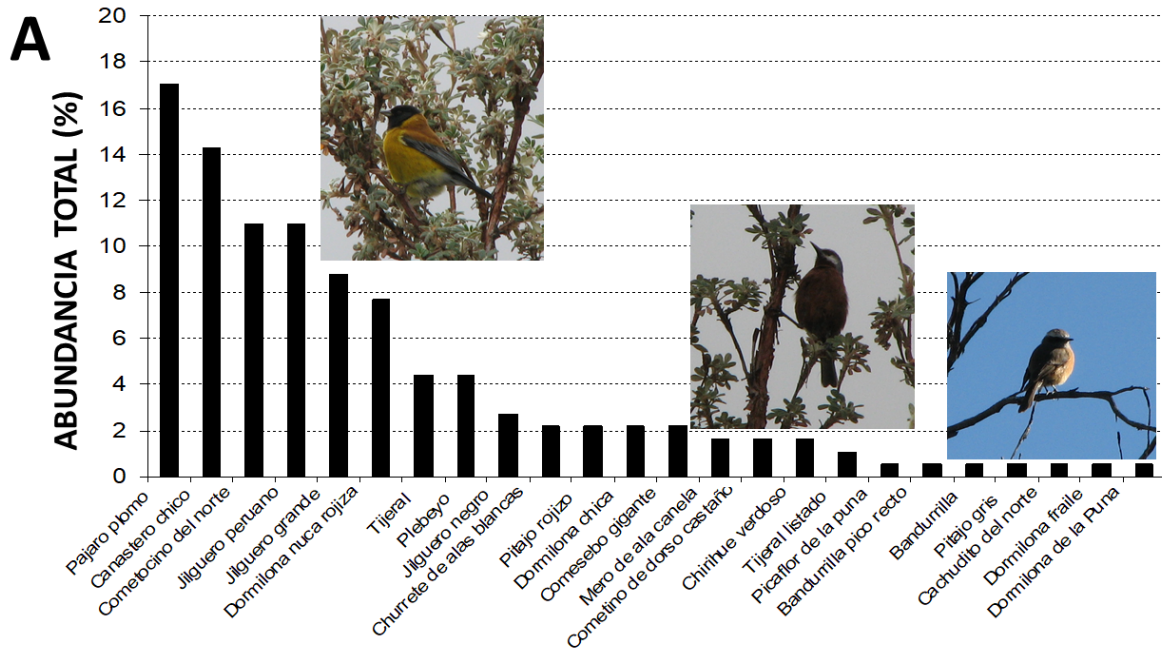 A
ABUNDANCIA TOTAL (%)
20
18
16
14
12
10
8
6
4
2
0
Pajaro plomo
Canastero chico
Cometocino del norte
Jilguero peruano
Jilguero grande
Dormilona nuca rojiza
Tijeral
Plebeyo
Jilguero negro
Churrete de alas blancas
Pitajo rojizo
Dormilona chica
Comesebo gigante
Mero de ala canela
Cometino de dorso castaño
Chirihue verdoso
Tijeral listado
Picaflor de la puna
Bandurrilla pico recto
Bandurrilla
Pitajo gris
Cachudito del norte
Dormilona fraile
Dormilona de la Puna